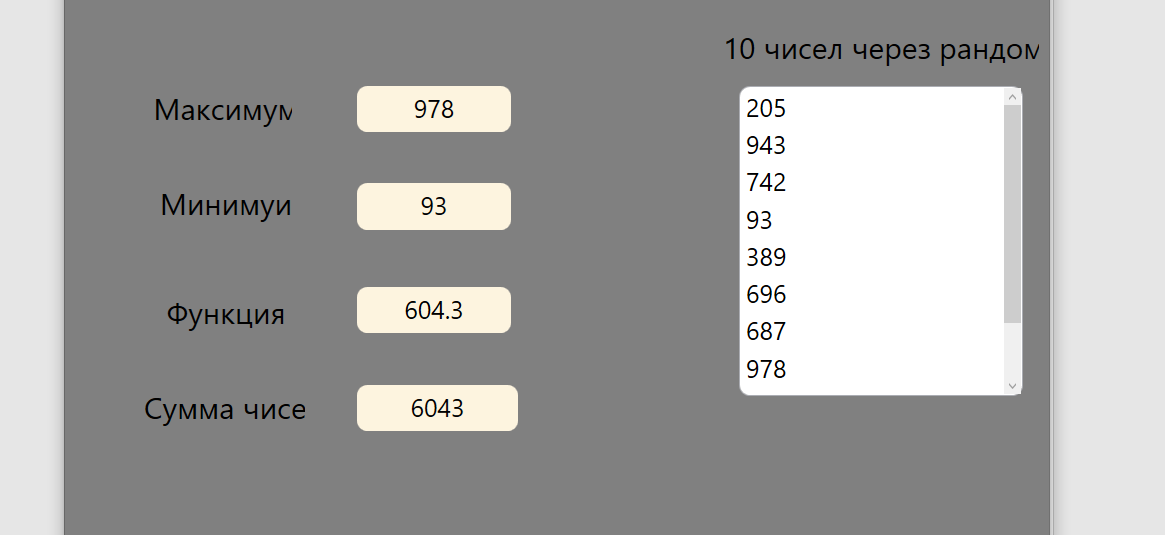 10 чисел через рандом
Максимум
978
Минимуи
93
Функция
604.3
Сумма чисе
6043
205
943
742
93
389
696
687
978